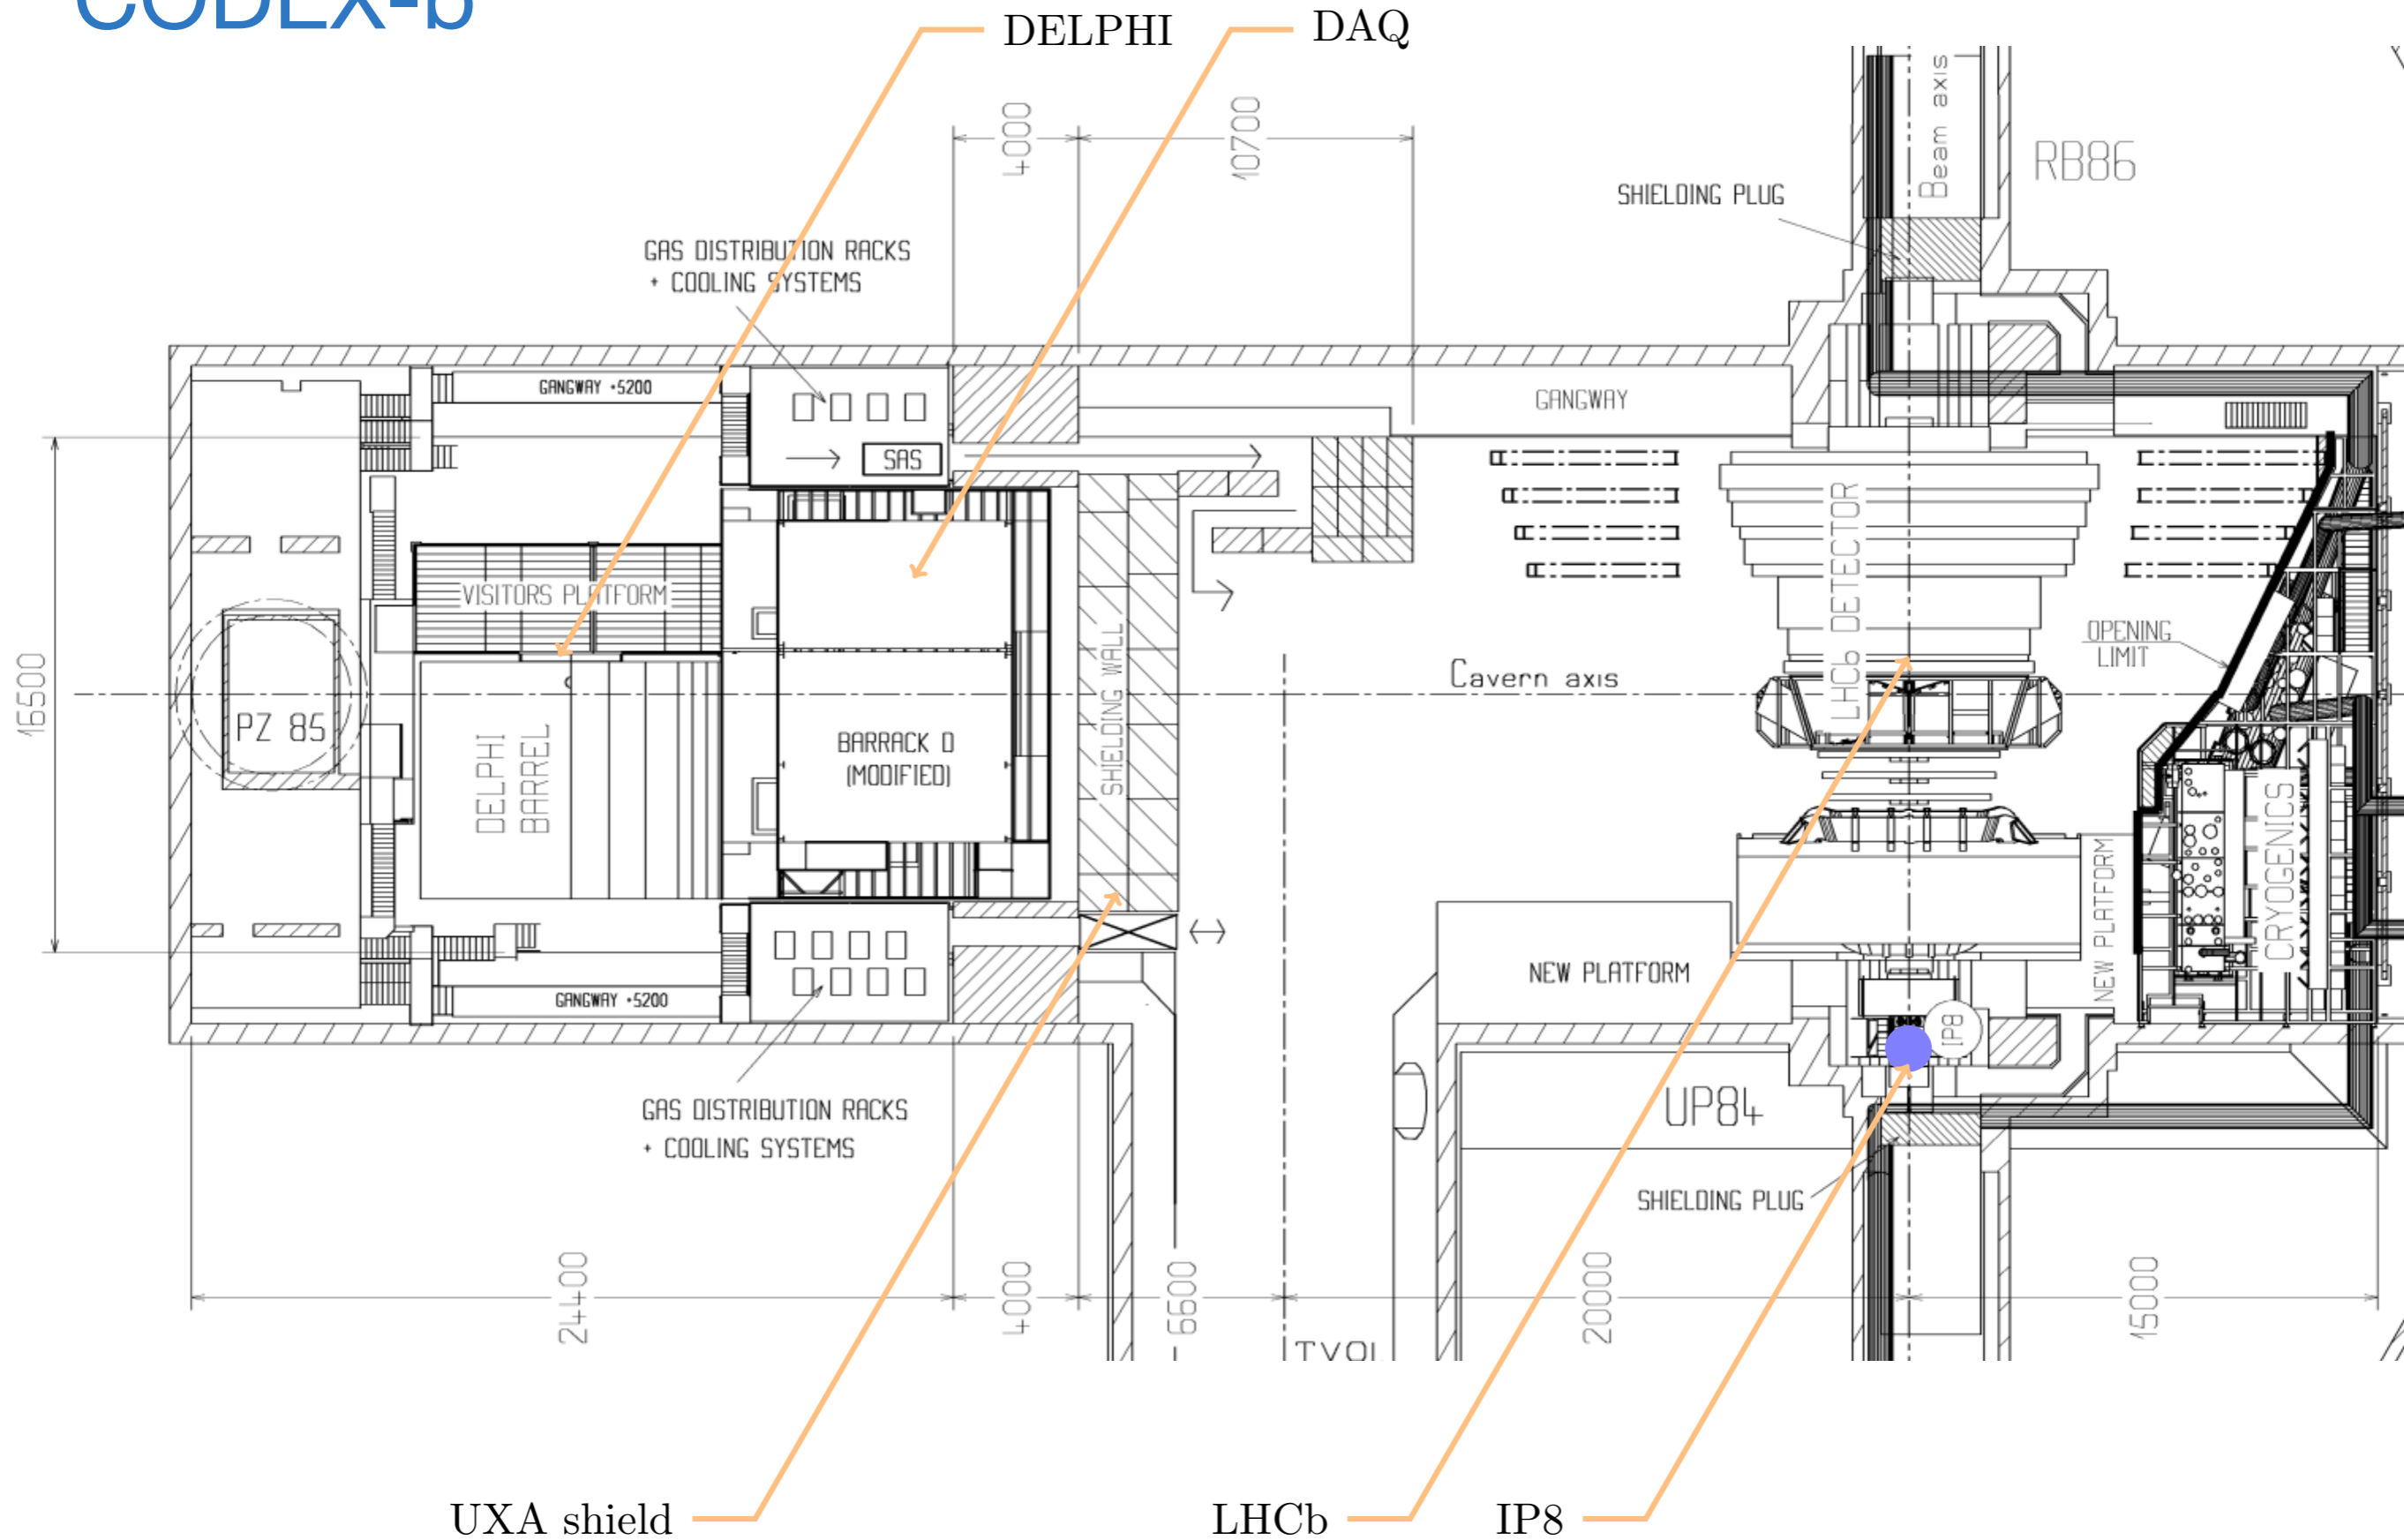 CODEX-b
DELPHI
DAQ
4000
10700
Beam axis
RB86
SHIELDING PLUG
GAS DISTRIBUTION RACKS
+ COOLING SYSTEMS
GANGWAY +5200
GANGWAY
SAS
VISITORS PLATFORM
LHCb DETECTOR
OPENING
LIMIT
SHIELDING WALL
16500
Cavern axis
PZ 85
DELPHI
BARREL
BARRACK D
(MODIFIED)
CRYOGENICS
NEW PLATFORM
NEW PLATFORM
GANGWAY +5200
IP8
GAS DISTRIBUTION RACKS
+ COOLING SYSTEMS
UP84
SHIELDING PLUG
24400
4000
6600
20000
15000
UXA shield
LHCb
IP8